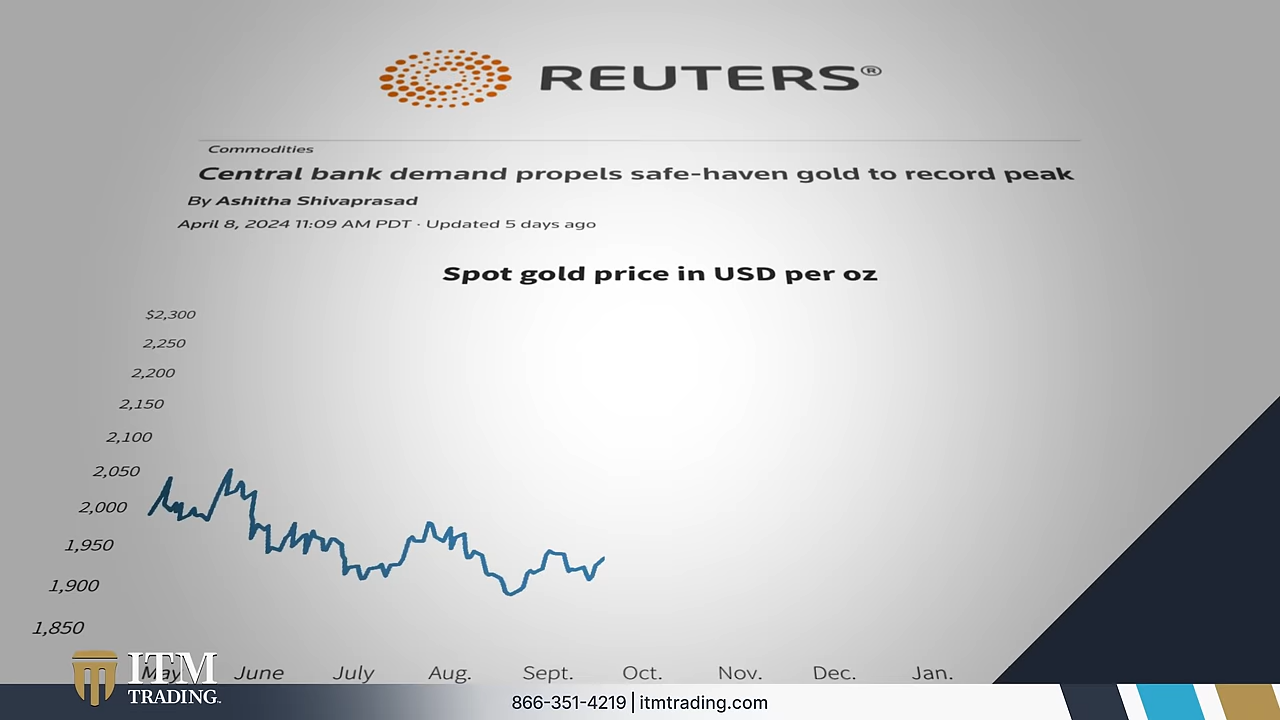 REUTERS®
Commodities
Central bank demand propels safe-haven gold to record peak
By Ashitha Shivaprasad
April 8, 2024 11:09 AM PDT · Updated 5 days ago
Spot gold price in USD per oz
$2,300
2,250
2,200
2,150
2,100
2,050
2,000
1,950
1,900
1,850
May June July Aug. Sept. Oct. Nov. Dec. Jan.
ITM
TRADING
866-351-4219 | itmtrading.com